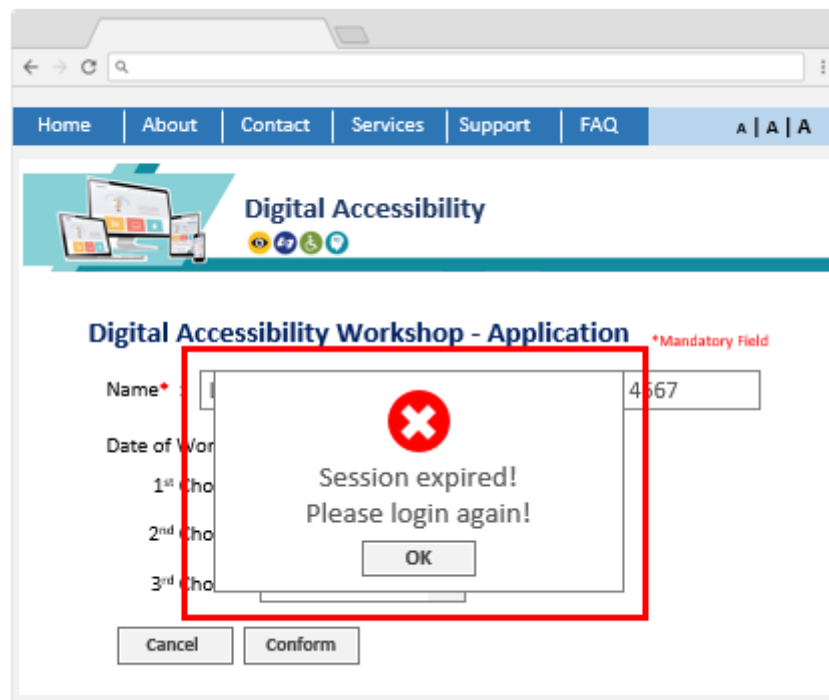 Home About Contact Services Support FAQ A | A | A
Digital Accessibility
Digital Accessibility Workshop - Application *Mandatory Field
Name* : 4567
Date of Wor
Session expired!
1st Cho
Please login again!
2nd Cho
OK
3rd Cho
Cancel Conform